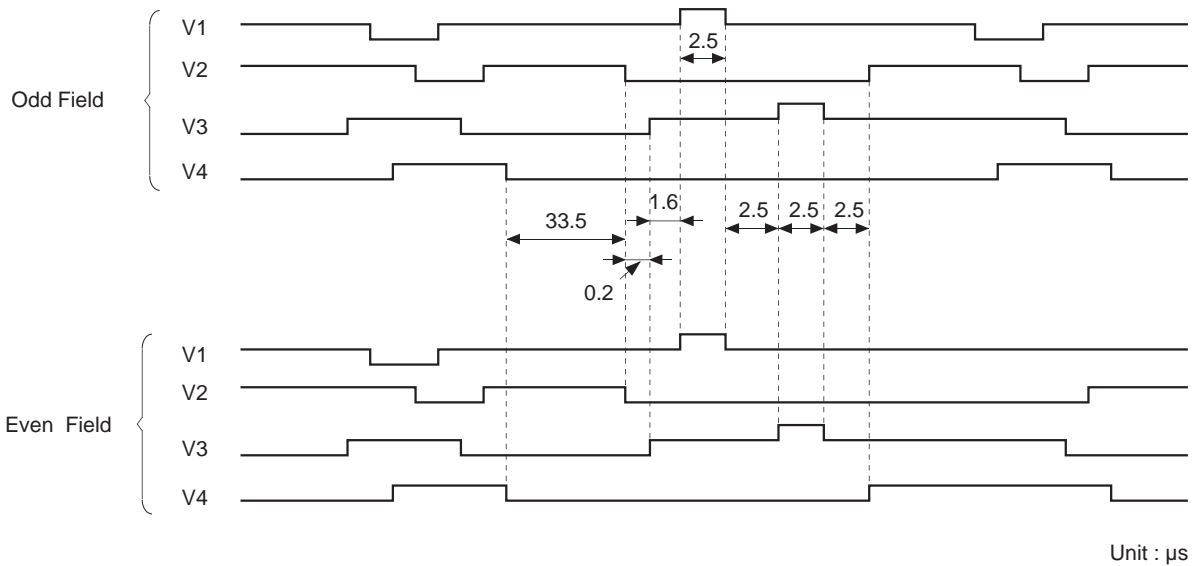 V1
2.5
V2
Odd Field
V3
V4
1.6
2.5 2.5 2.5
33.5
0.2
V1
V2
Even Field
V3
V4
Unit : µs